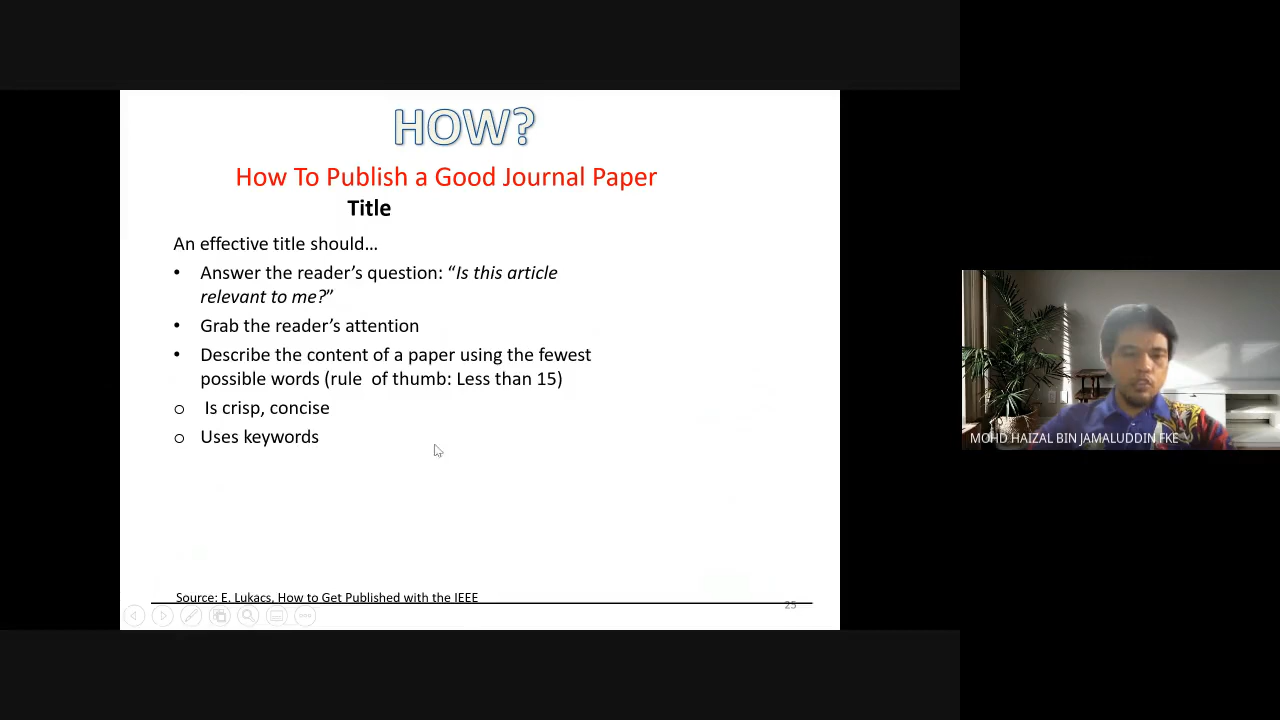 HOW?
How To Publish a Good Journal Paper
Title
An effective title should…
• Answer the reader’s question: “Is this article
relevant to me?”
• Grab the reader’s attention
• Describe the content of a paper using the fewest
possible words (rule  of thumb: Less than 15)
o  Is crisp, concise
o Uses keywords
Source: E. Lukacs, How to Get Published with the IEEE
25
MOHD HAIZAL BIN JAMALUDDIN FKE